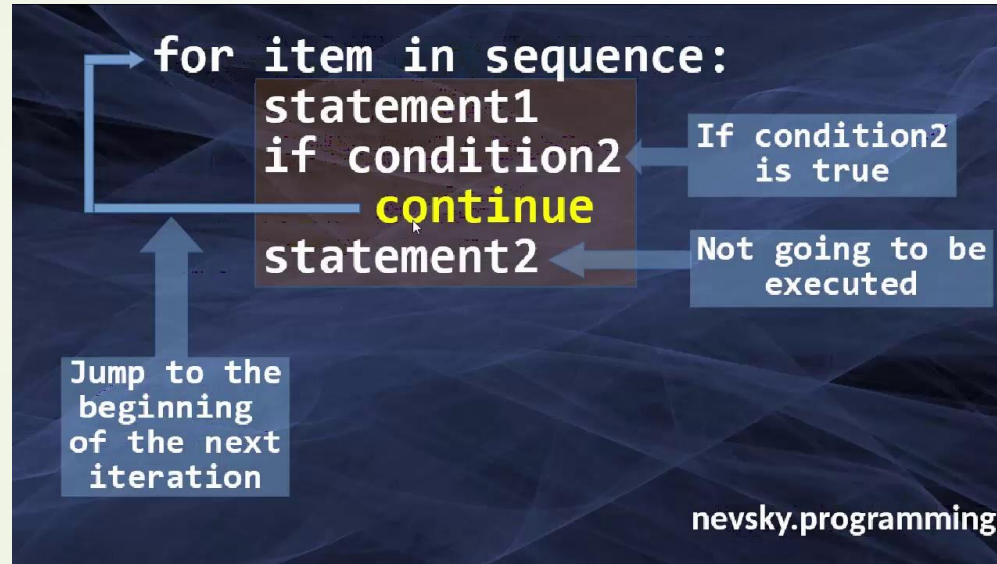 for item in sequence:
statement1
if condition2
continue
statement2
If condition2
is true
Not going to be
executed
Jump to the
beginning
of the next
iteration
nevsky.programming